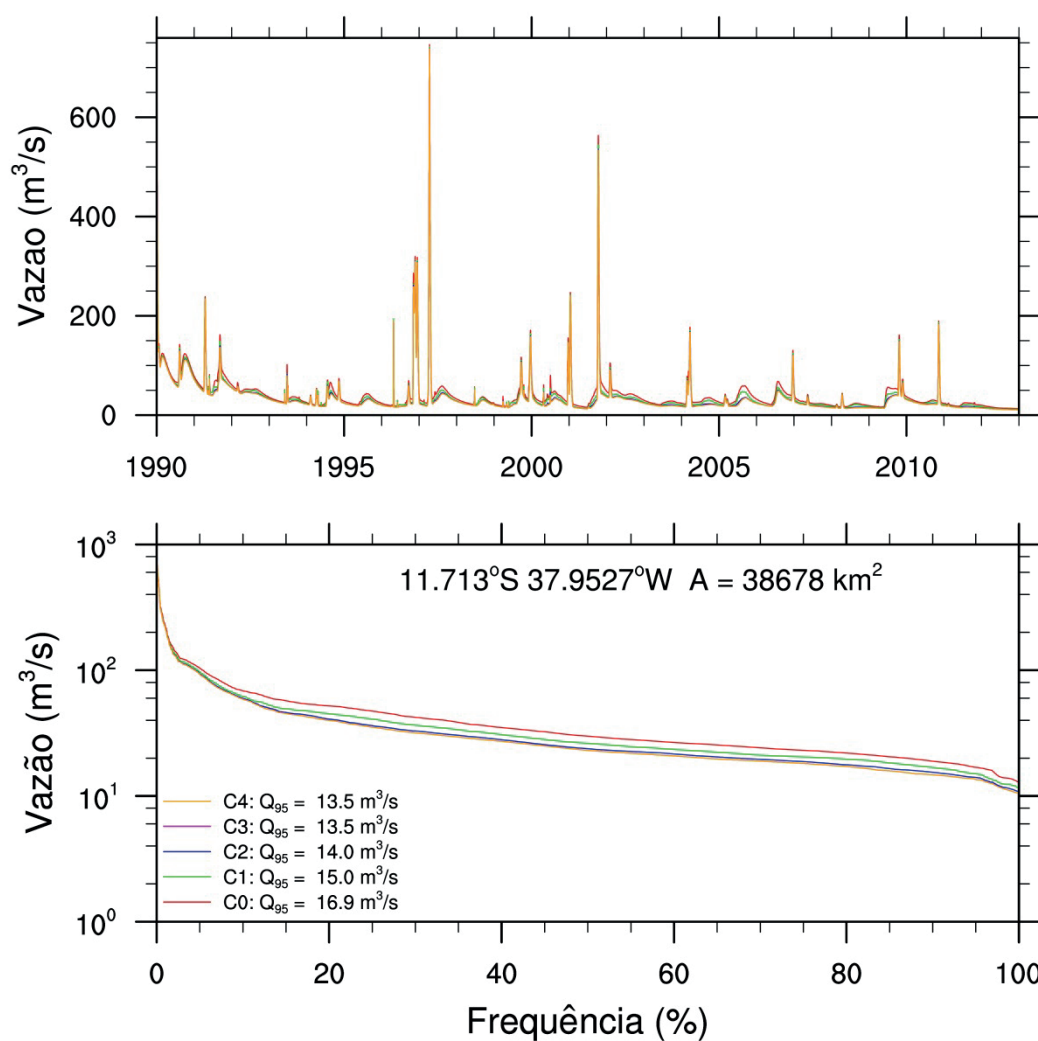 600
400
200
0
Vazao (m³/s)
1990 1995 2000 2005 2010
10³
10²
10¹
10⁰
Vazão (m³/s)
11.713°S 37.9527°W A = 38678 km²
C4: Q₉₅ = 13.5 m³/s
C3: Q₉₅ = 13.5 m³/s
C2: Q₉₅ = 14.0 m³/s
C1: Q₉₅ = 15.0 m³/s
C0: Q₉₅ = 16.9 m³/s
0 20 40 60 80 100
Frequência (%)